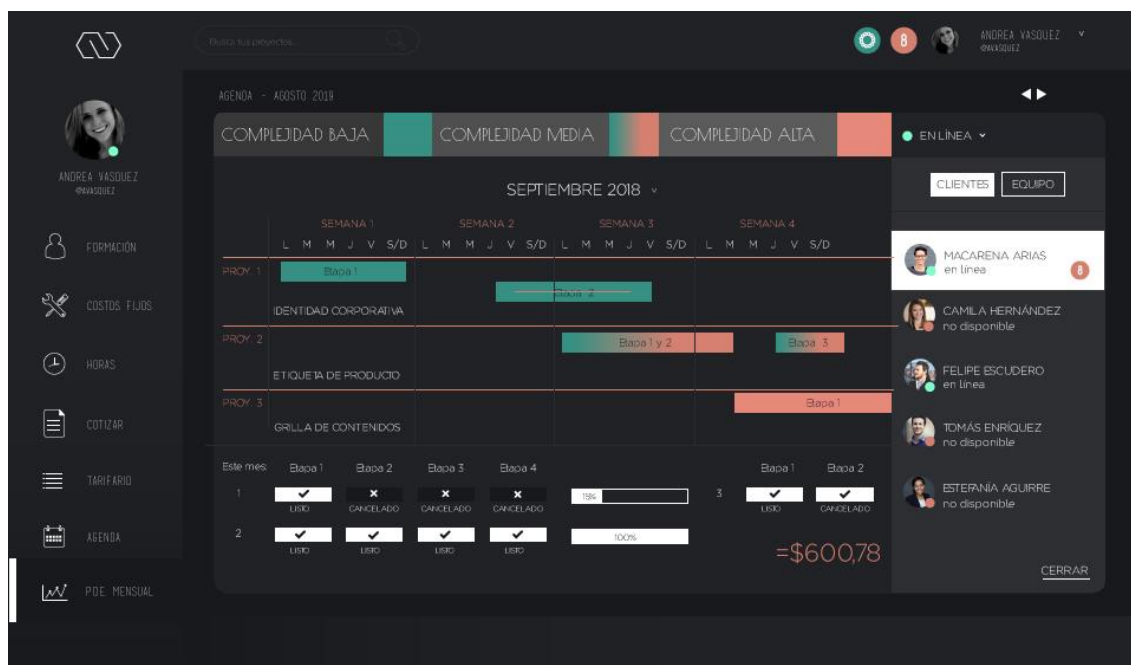 Busca tus proyectos...
8
ANDREA VASQUEZ
@AVASQUEZ
ANDREA VASQUEZ
@AVASQUEZ
FORMACIÓN
COSTOS FIJOS
HORAS
COTIZAR
TARIFARIO
AGENDA
PDE MENSUAL
AGENDA - AGOSTO 2019
COMPLEJIDAD BAJA
COMPLEJIDAD MEDIA
COMPLEJIDAD ALTA
SEPTIEMBRE 2018
SEMANA 1 SEMANA 2 SEMANA 3 SEMANA 4
L M M J V S/D L M M J V S/D L M M J V S/D L M M J V S/D
PROY. 1
Etapa 1
Etapa 2
IDENTIDAD CORPORATIVA
PROY. 2
Etapa 1 y 2
Etapa 3
ETIQUETA DE PRODUCTO
PROY. 3
Etapa 1
GRILLA DE CONTENIDOS
Este mes: Etapa 1 Etapa 2 Etapa 3 Etapa 4 Etapa 1 Etapa 2
1 15% 3
LISTO CANCELADO CANCELADO CANCELADO LISTO CANCELADO
2 100%
LISTO LISTO LISTO LISTO
=$600,78
EN LÍNEA
CLIENTES EQUIPO
MACARENA ARIAS
en línea
8
CAMILA HERNÁNDEZ
no disponible
FELIPE ESCUDERO
en línea
TOMÁS ENRÍQUEZ
no disponible
ESTEFANÍA AGUIRRE
no disponible
CERRAR